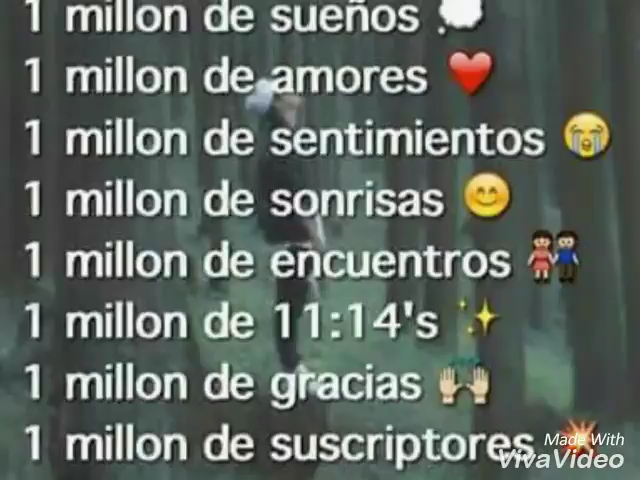 1 millon de sueños 💭
1 millon de amores ❤️
1 millon de sentimientos 😭
1 millon de sonrisas 😊
1 millon de encuentros 👫
1 millon de 11:14's ✨
1 millon de gracias 🙌🏼
1 millon de suscriptores 💥
Made With
VivaVideo